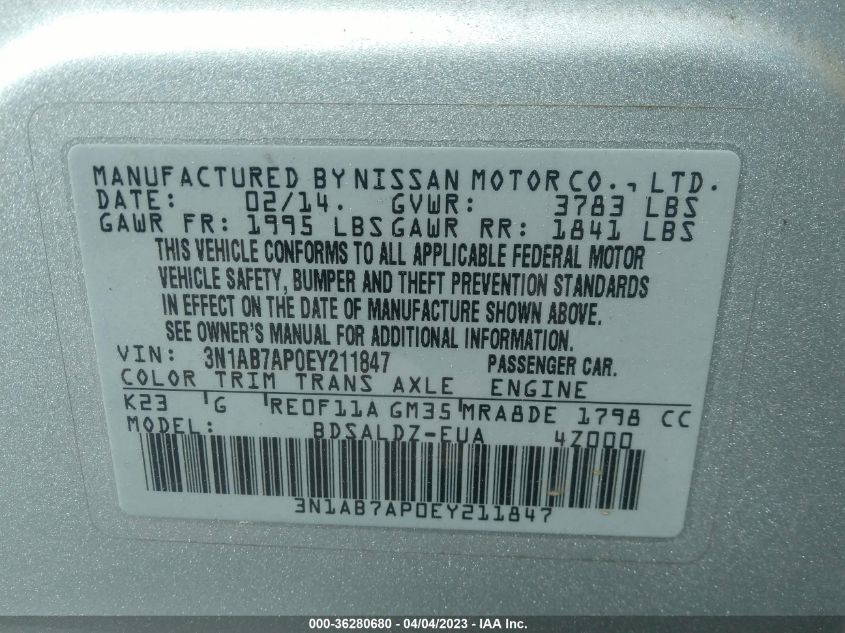 MANUFACTURED BY NISSAN MOTOR CO., LTD.
DATE: 02/14. GVWR: 3783 LBS
GAWR FR: 1995 LBS GAWR RR: 1841 LBS
THIS VEHICLE CONFORMS TO ALL APPLICABLE FEDERAL MOTOR
VEHICLE SAFETY, BUMPER AND THEFT PREVENTION STANDARDS
IN EFFECT ON THE DATE OF MANUFACTURE SHOWN ABOVE.
SEE OWNER'S MANUAL FOR ADDITIONAL INFORMATION.
VIN: 3N1AB7AP0EY211847 PASSENGER CAR.
COLOR TRIM TRANS AXLE ENGINE
K23 G RE0F11A GM35 MRA8DE 1798 CC
MODEL: BDSALDZ-EUA 4Z000
3N1AB7AP0EY211847
000-36280680 - 04/04/2023 - IAA Inc.